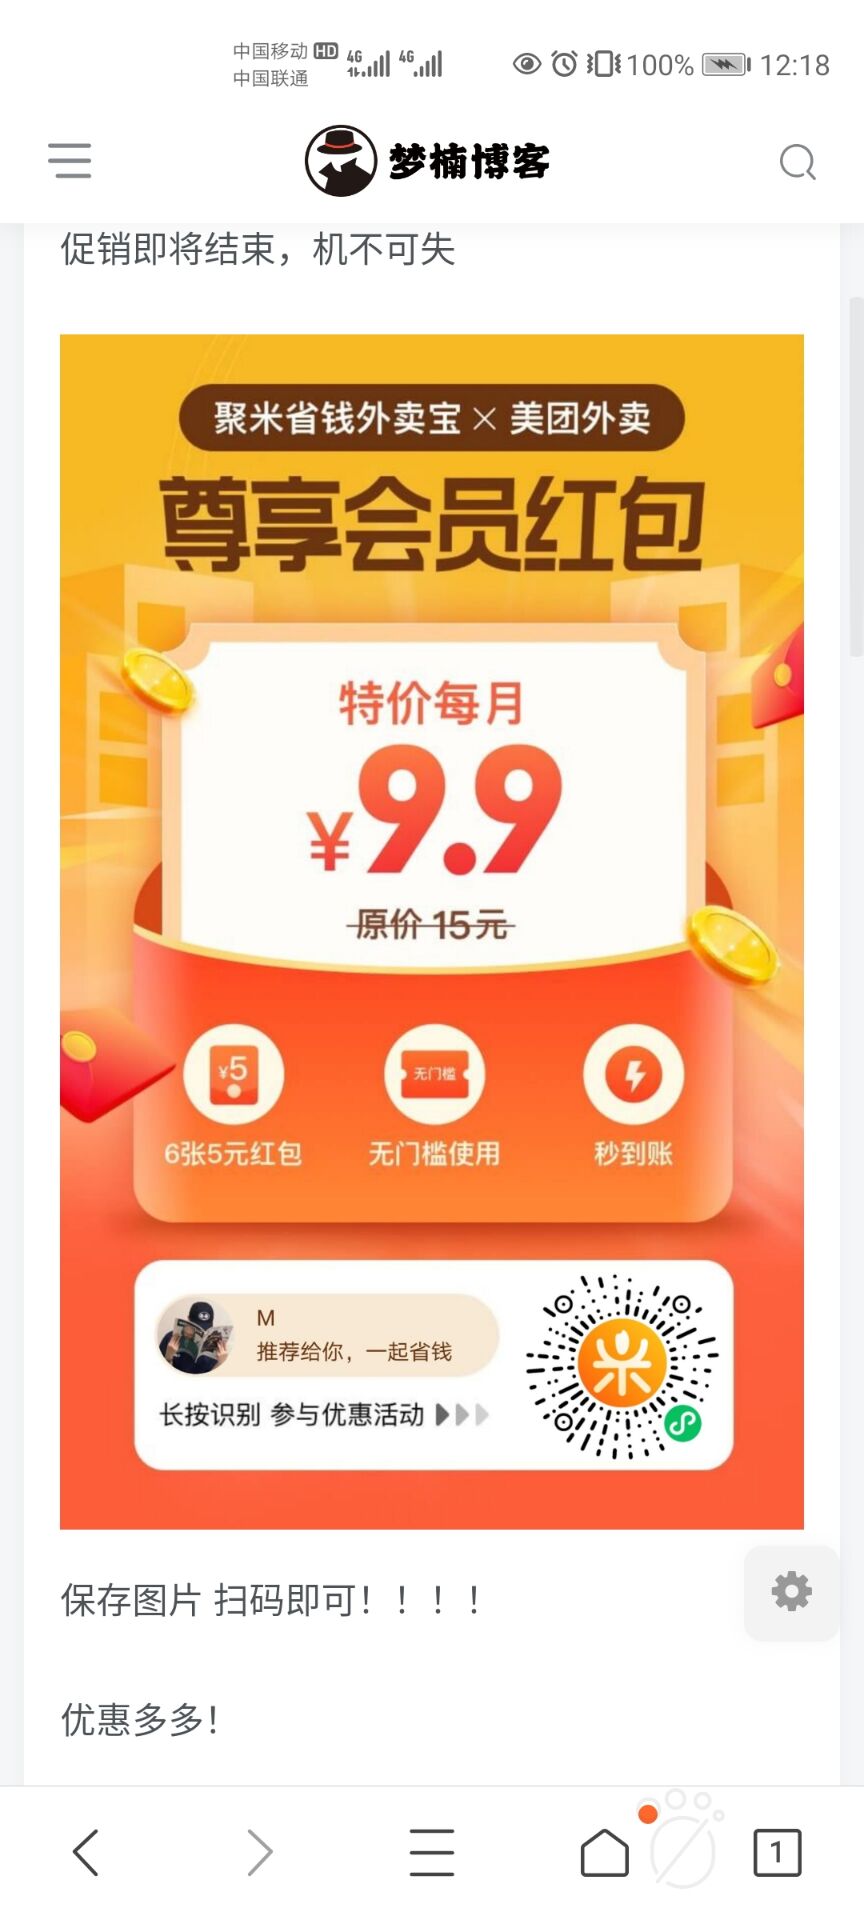 中国移动 HD 4G 4G 100% 12:18
中国联通
梦楠博客
促销即将结束，机不可失
聚米省钱外卖宝×美团外卖
尊享会员红包
特价每月
¥9.9
原价 15元
¥5 无门槛
6张5元红包 无门槛使用 秒到账
M
推荐给你，一起省钱
米
长按识别 参与优惠活动
保存图片 扫码即可！！！！
优惠多多！
1